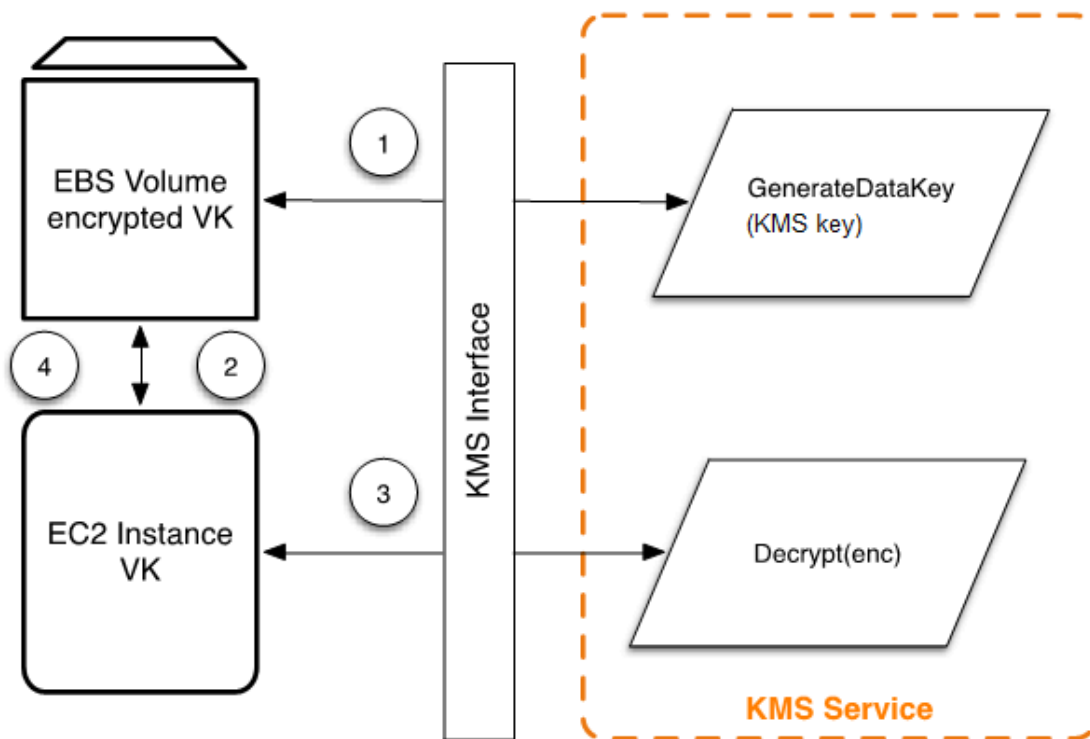 EBS Volume
encrypted VK
1
GenerateDataKey
(KMS key)
4
2
KMS Interface
EC2 Instance
VK
3
Decrypt(enc)
KMS Service